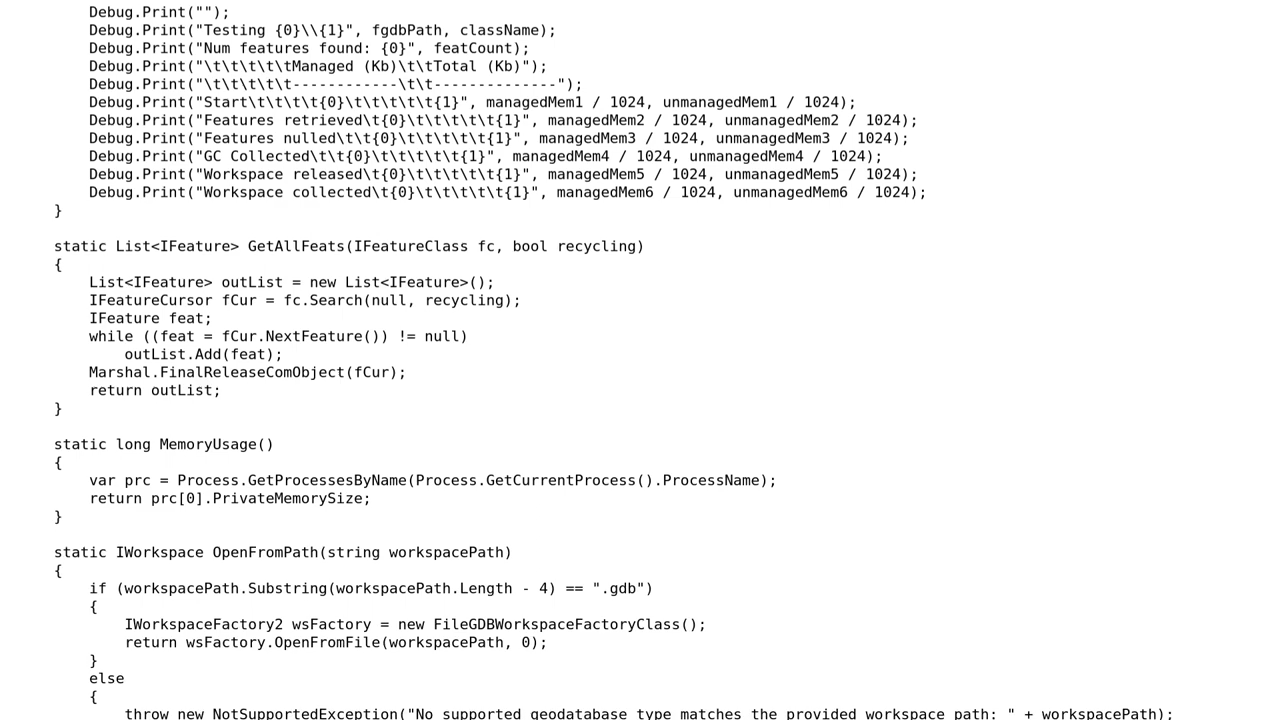 Debug.Print("");
Debug.Print("Testing {0}\\{1}", fgdbPath, className);
Debug.Print("Num features found: {0}", featCount);
Debug.Print("\t\t\t\t\tManaged (Kb)\t\tTotal (Kb)");
Debug.Print("\t\t\t\t\t------------\t\t--------------");
Debug.Print("Start\t\t\t\t{0}\t\t\t\t\t{1}", managedMem1 / 1024, unmanagedMem1 / 1024);
Debug.Print("Features retrieved\t{0}\t\t\t\t\t{1}", managedMem2 / 1024, unmanagedMem2 / 1024);
Debug.Print("Features nulled\t\t{0}\t\t\t\t\t{1}", managedMem3 / 1024, unmanagedMem3 / 1024);
Debug.Print("GC Collected\t\t{0}\t\t\t\t\t{1}", managedMem4 / 1024, unmanagedMem4 / 1024);
Debug.Print("Workspace released\t{0}\t\t\t\t\t{1}", managedMem5 / 1024, unmanagedMem5 / 1024);
Debug.Print("Workspace collected\t{0}\t\t\t\t\t{1}", managedMem6 / 1024, unmanagedMem6 / 1024);
}
static List<IFeature> GetAllFeats(IFeatureClass fc, bool recycling)
{
List<IFeature> outList = new List<IFeature>();
IFeatureCursor fCur = fc.Search(null, recycling);
IFeature feat;
while ((feat = fCur.NextFeature()) != null)
outList.Add(feat);
Marshal.FinalReleaseComObject(fCur);
return outList;
}
static long MemoryUsage()
{
var prc = Process.GetProcessesByName(Process.GetCurrentProcess().ProcessName);
return prc[0].PrivateMemorySize;
}
static IWorkspace OpenFromPath(string workspacePath)
{
if (workspacePath.Substring(workspacePath.Length - 4) == ".gdb")
{
IWorkspaceFactory2 wsFactory = new FileGDBWorkspaceFactoryClass();
return wsFactory.OpenFromFile(workspacePath, 0);
}
else
{
throw new NotSupportedException("No supported geodatabase type matches the provided workspace path: " + workspacePath);